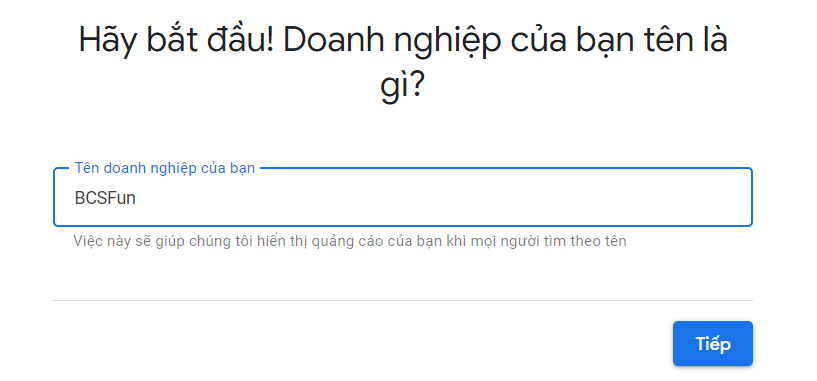 Hãy bắt đầu! Doanh nghiệp của bạn tên là
gì?
Tên doanh nghiệp của bạn
BCSFun
Việc này sẽ giúp chúng tôi hiển thị quảng cáo của bạn khi mọi người tìm theo tên
Tiếp